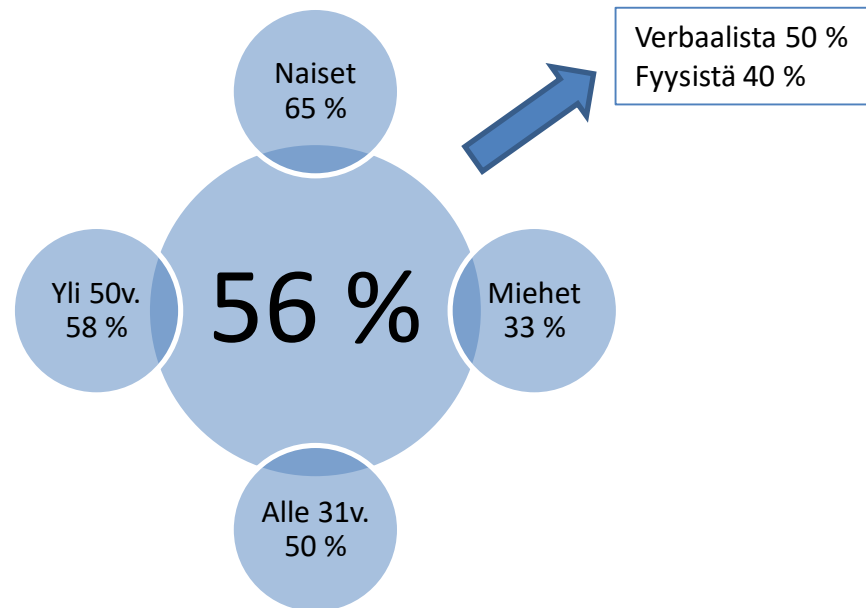 Verbaalista 50 %
Fyysistä 40 %
Naiset
65 %
Yli 50v.
58 %
56 %
Miehet
33 %
Alle 31v.
50 %